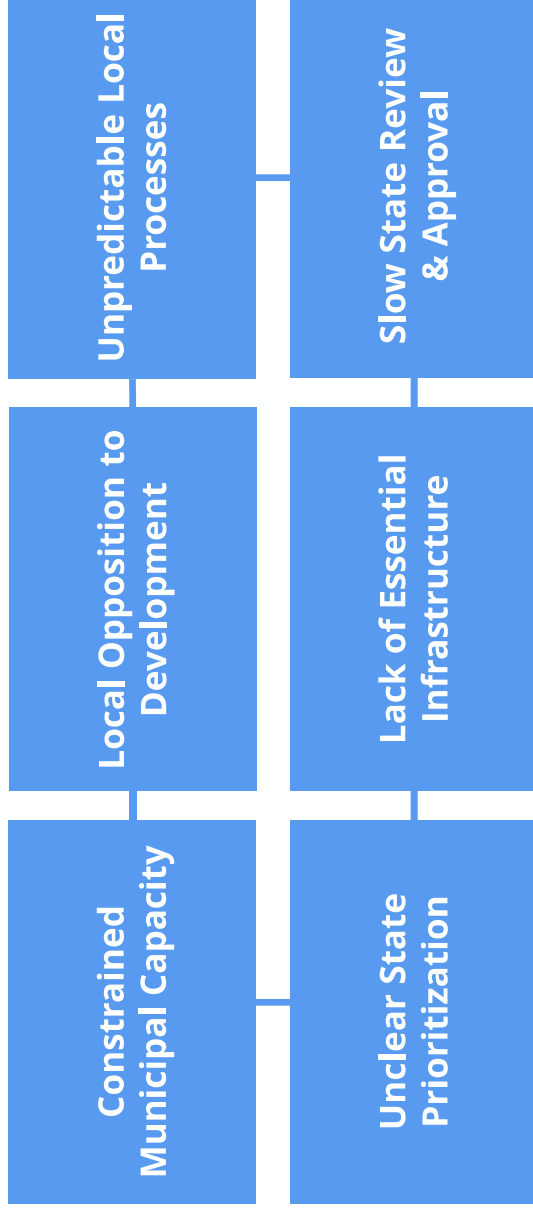 Constrained
Municipal Capacity
Local Opposition to
Development
Unpredictable Local
Processes
Unclear State
Prioritization
Lack of Essential
Infrastructure
Slow State Review
& Approval